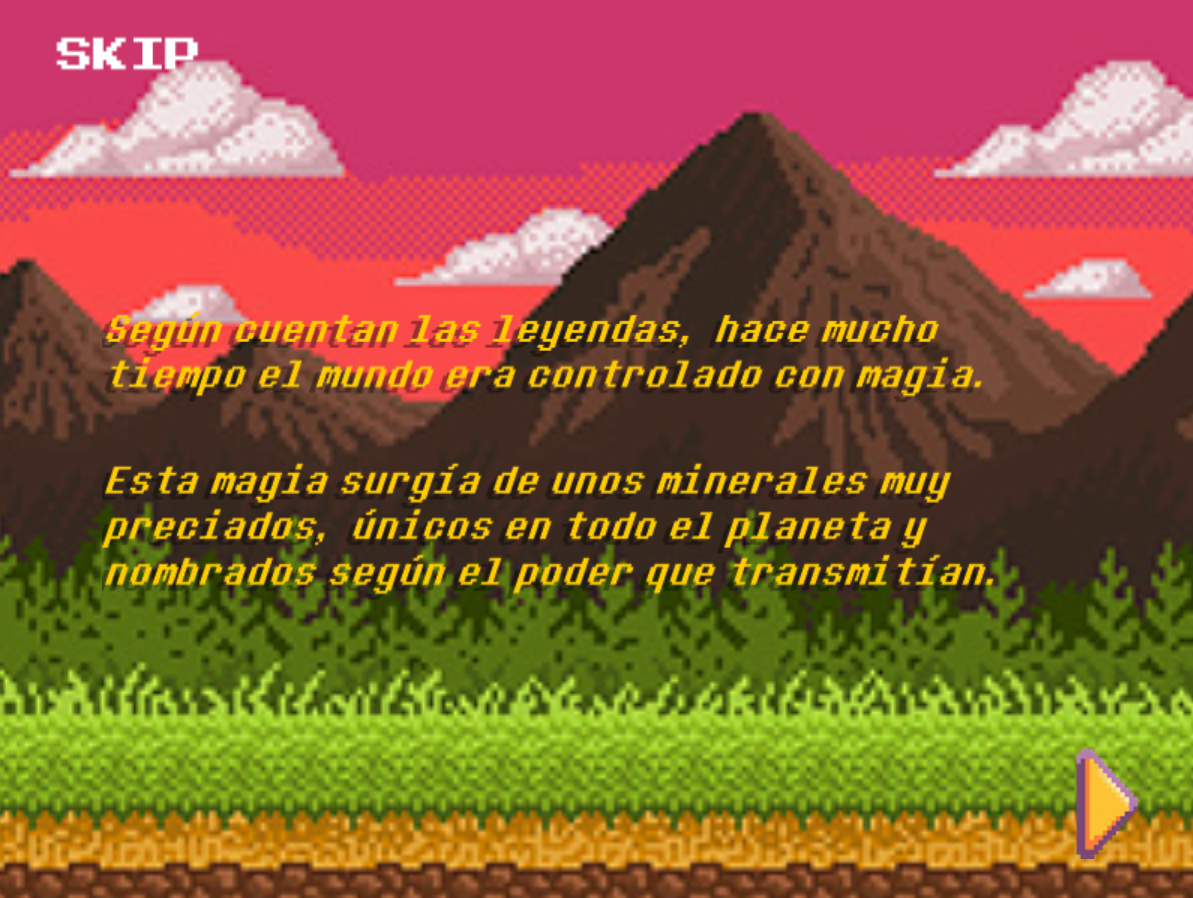 SKIP
Según cuentan las leyendas, hace mucho
tiempo el mundo era controlado con magia.
Esta magia surgía de unos minerales muy
preciados, únicos en todo el planeta y
nombrados según el poder que transmitían.